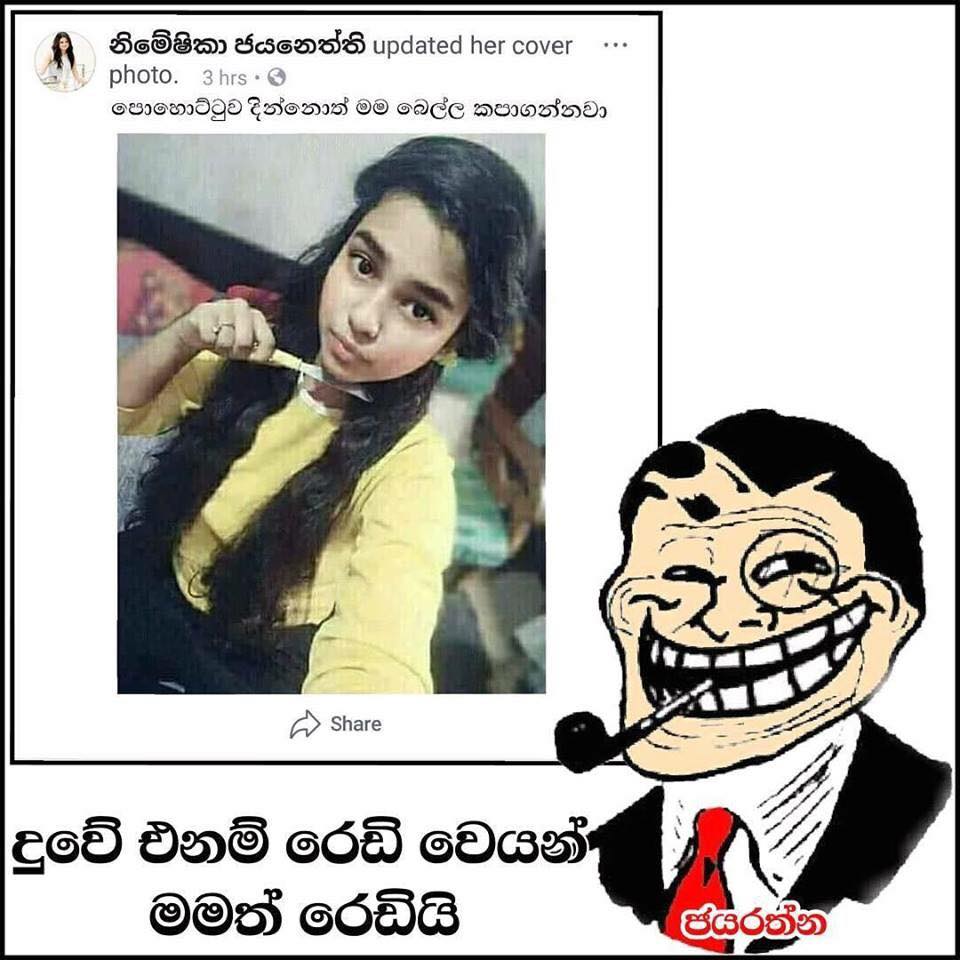 නිමේෂිකා ජයනෙත්ති updated her cover
photo. 3 hrs •
පොහොට්ටුව දින්නොත් මම බෙල්ල කපාගන්නවා
Share
දුවේ එනම් රෙඩි වෙයන්
මමත් රෙඩියි
ජයරත්න